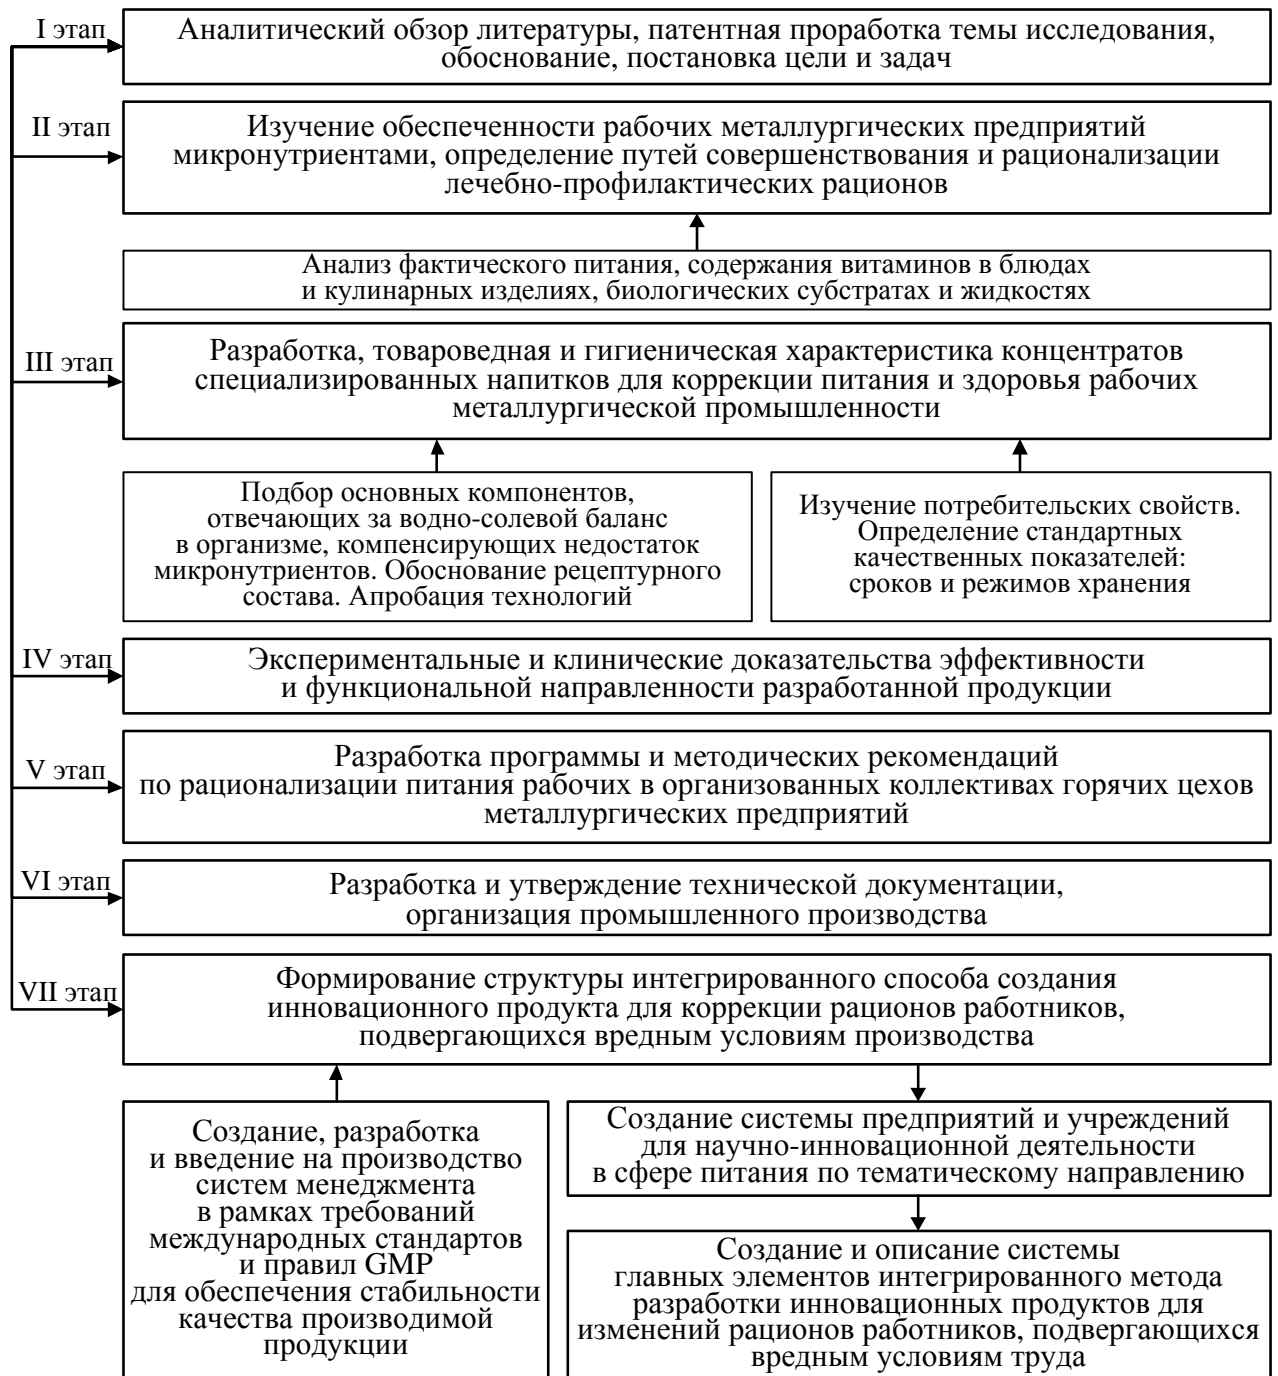 I этап
Аналитический обзор литературы, патентная проработка темы исследования,
обоснование, постановка цели и задач
II этап
Изучение обеспеченности рабочих металлургических предприятий
микронутриентами, определение путей совершенствования и рационализации
лечебно-профилактических рационов
Анализ фактического питания, содержания витаминов в блюдах
и кулинарных изделиях, биологических субстратах и жидкостях
III этап
Разработка, товароведная и гигиеническая характеристика концентратов
специализированных напитков для коррекции питания и здоровья рабочих
металлургической промышленности
Подбор основных компонентов,
отвечающих за водно-солевой баланс
в организме, компенсирующих недостаток
микронутриентов. Обоснование рецептурного
состава. Апробация технологий
Изучение потребительских свойств.
Определение стандартных
качественных показателей:
сроков и режимов хранения
IV этап
Экспериментальные и клинические доказательства эффективности
и функциональной направленности разработанной продукции
V этап
Разработка программы и методических рекомендаций
по рационализации питания рабочих в организованных коллективах горячих цехов
металлургических предприятий
VI этап
Разработка и утверждение технической документации,
организация промышленного производства
VII этап
Формирование структуры интегрированного способа создания
инновационного продукта для коррекции рационов работников,
подвергающихся вредным условиям производства
Создание, разработка
и введение на производство
систем менеджмента
в рамках требований
международных стандартов
и правил GMP
для обеспечения стабильности
качества производимой
продукции
Создание системы предприятий и учреждений
для научно-инновационной деятельности
в сфере питания по тематическому направлению
Создание и описание системы
главных элементов интегрированного метода
разработки инновационных продуктов для
изменений рационов работников, подвергающихся
вредным условиям труда